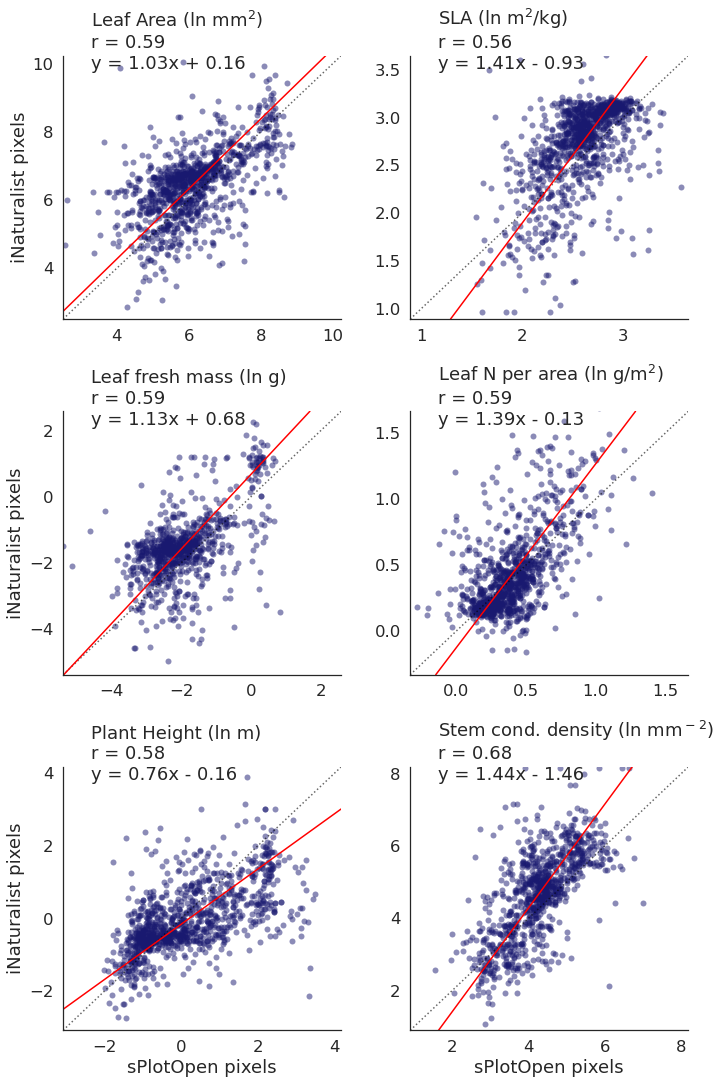 Leaf Area (ln mm²)
r = 0.59
y = 1.03x + 0.16
iNaturalist pixels
10
8
6
4
4
6
8
10
SLA (ln m²/kg)
r = 0.56
y = 1.41x - 0.93
3.5
3.0
2.5
2.0
1.5
1.0
1
2
3
Leaf fresh mass (ln g)
r = 0.59
y = 1.13x + 0.68
iNaturalist pixels
2
0
−2
−4
−4
−2
0
2
Leaf N per area (ln g/m²)
r = 0.59
y = 1.39x - 0.13
1.5
1.0
0.5
0.0
0.0
0.5
1.0
1.5
Plant Height (ln m)
r = 0.58
y = 0.76x - 0.16
iNaturalist pixels
4
2
0
−2
−2
0
2
4
sPlotOpen pixels
Stem cond. density (ln mm⁻²)
r = 0.68
y = 1.44x - 1.46
8
6
4
2
2
4
6
8
sPlotOpen pixels